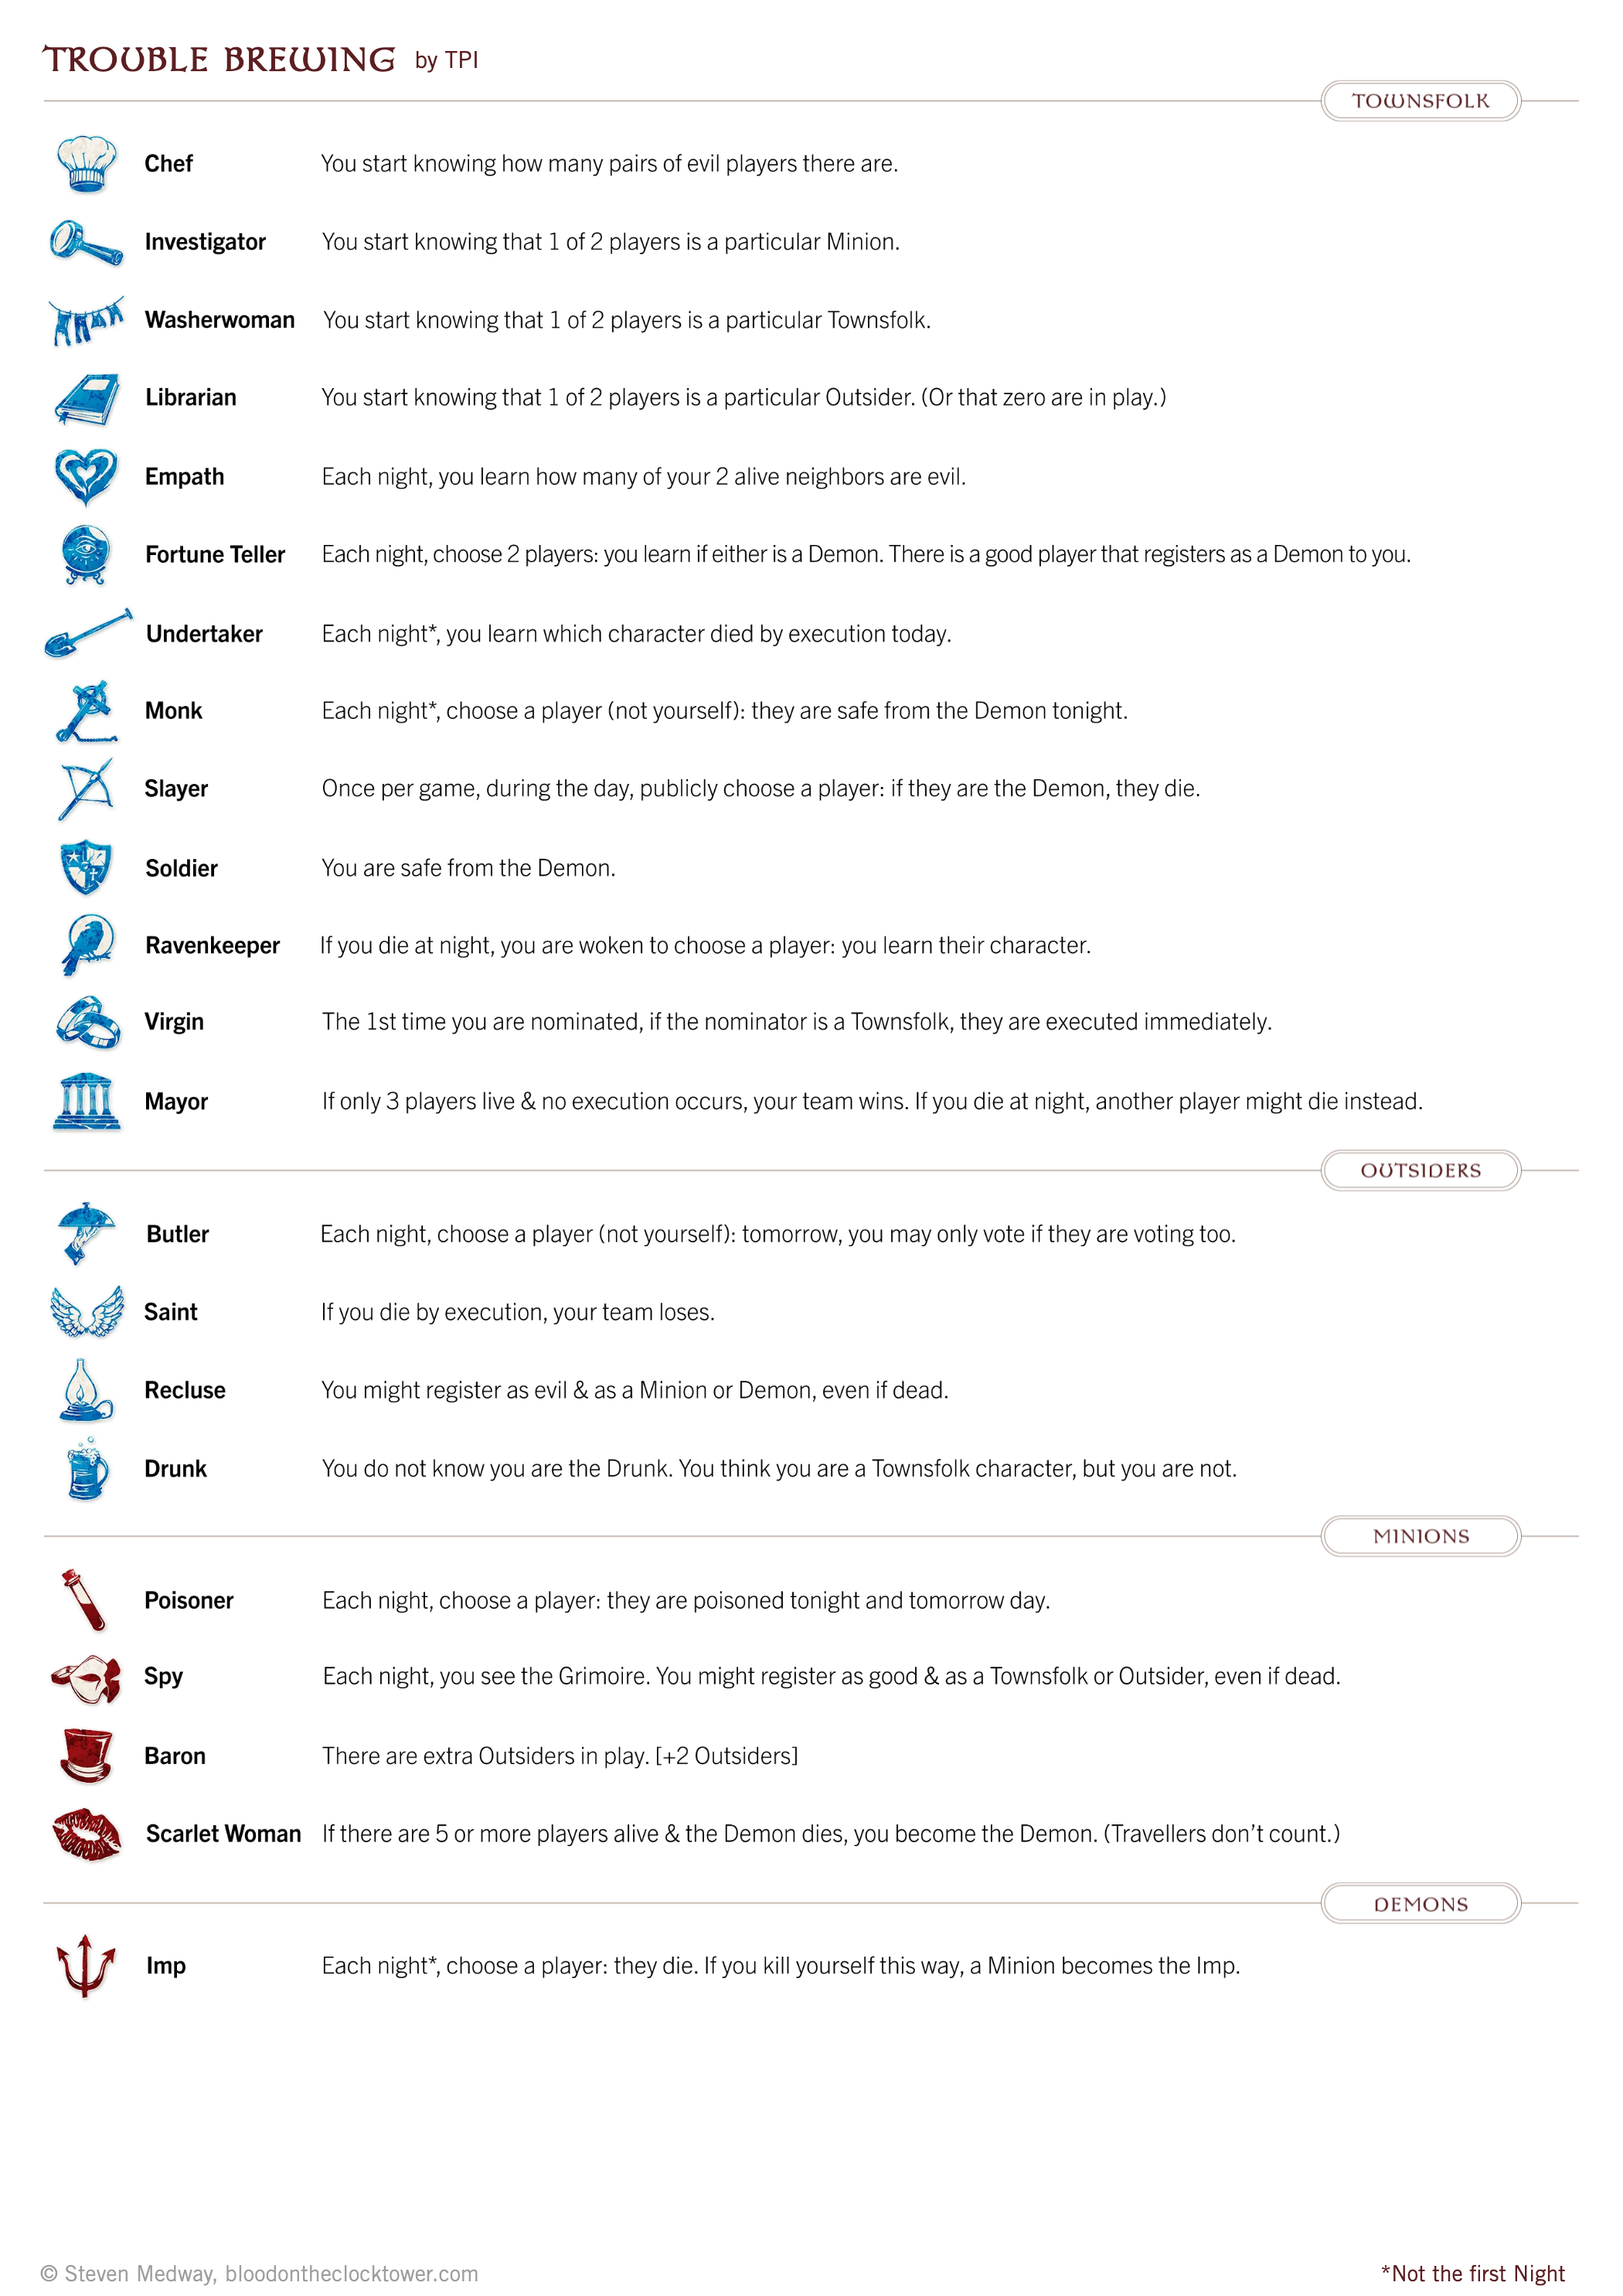 TROUBLE BREWING by TPI
TOWNSFOLK
Chef You start knowing how many pairs of evil players there are.
Investigator You start knowing that 1 of 2 players is a particular Minion.
Washerwoman You start knowing that 1 of 2 players is a particular Townsfolk.
Librarian You start knowing that 1 of 2 players is a particular Outsider. (Or that zero are in play.)
Empath Each night, you learn how many of your 2 alive neighbors are evil.
Fortune Teller Each night, choose 2 players: you learn if either is a Demon. There is a good player that registers as a Demon to you.
Undertaker Each night*, you learn which character died by execution today.
Monk Each night*, choose a player (not yourself): they are safe from the Demon tonight.
Slayer Once per game, during the day, publicly choose a player: if they are the Demon, they die.
Soldier You are safe from the Demon.
Ravenkeeper If you die at night, you are woken to choose a player: you learn their character.
Virgin The 1st time you are nominated, if the nominator is a Townsfolk, they are executed immediately.
Mayor If only 3 players live & no execution occurs, your team wins. If you die at night, another player might die instead.
OUTSIDERS
Butler Each night, choose a player (not yourself): tomorrow, you may only vote if they are voting too.
Saint If you die by execution, your team loses.
Recluse You might register as evil & as a Minion or Demon, even if dead.
Drunk You do not know you are the Drunk. You think you are a Townsfolk character, but you are not.
MINIONS
Poisoner Each night, choose a player: they are poisoned tonight and tomorrow day.
Spy Each night, you see the Grimoire. You might register as good & as a Townsfolk or Outsider, even if dead.
Baron There are extra Outsiders in play. [+2 Outsiders]
Scarlet Woman If there are 5 or more players alive & the Demon dies, you become the Demon. (Travellers don't count.)
DEMONS
Imp Each night*, choose a player: they die. If you kill yourself this way, a Minion becomes the Imp.
© Steven Medway, bloodontheclocktower.com
*Not the first Night